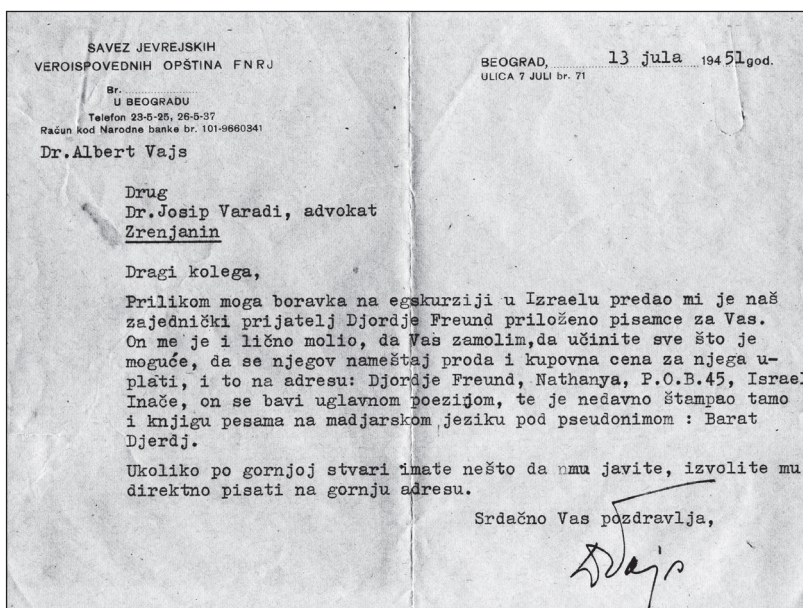 SAVEZ JEVREJSKIH
VEROISPOVEDNIH OPŠTINA FNRJ
Br.
U BEOGRADU
Telefon 23-5-25, 26-5-37
Račun kod Narodne banke br. 101-9660341
BEOGRAD, 13 jula 194 51 god.
ULICA 7 JULI br. 71
Dr.Albert Vajs
Drug
Dr.Josip Varadi, advokat
Zrenjanin
Dragi kolega,
Prilikom moga boravka na egskurziji u Izraelu predao mi je naš
zajednički prijatelj Djordje Freund priloženo pisamce za Vas.
On me je i lično molio, da Vas zamolim,da učinite sve što je
moguće, da se njegov nameštaj proda i kupovna cena za njega u-
plati, i to na adresu: Djordje Freund, Nathanya, P.O.B.45, Israel
Inače, on se bavi uglavnom poezijom, te je nedavno štampao tamo
i knjigu pesama na madjarskom jeziku pod pseudonimom : Barat
Djerdj.
Ukoliko po gornjoj stvari imate nešto da mu javite, izvolite mu
direktno pisati na gornju adresu.
Srdačno Vas pozdravlja,
AVajs